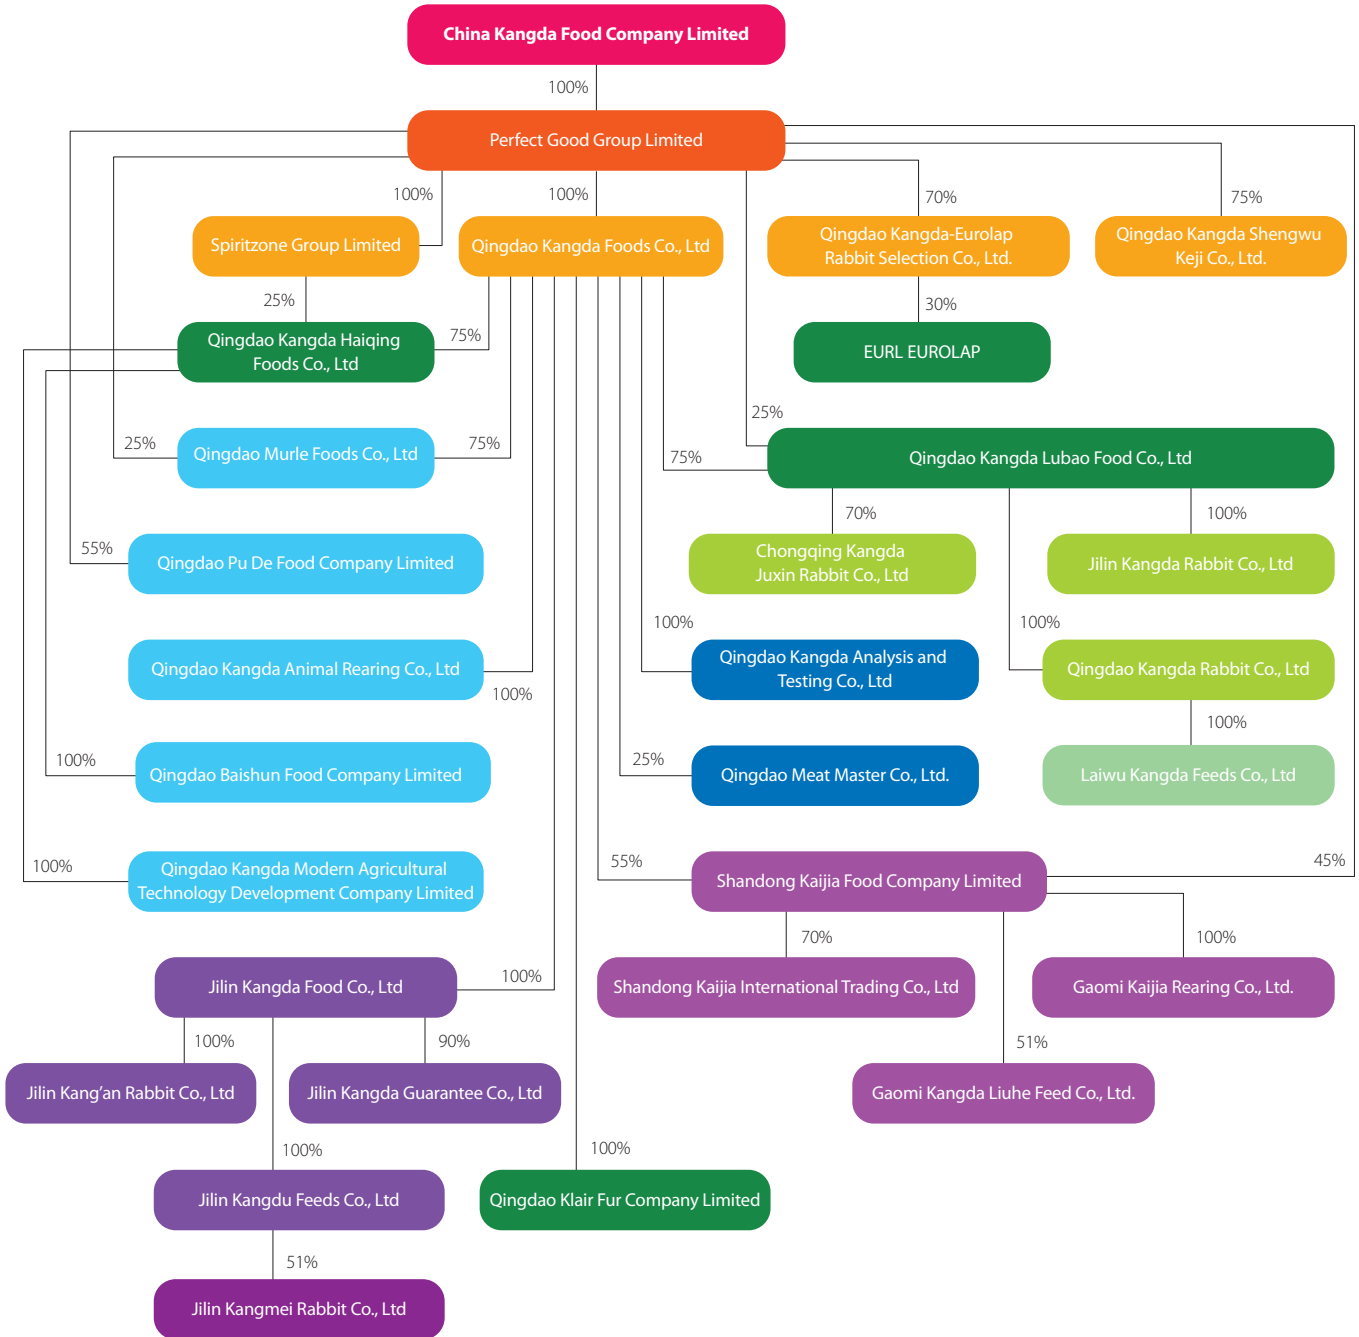 China Kangda Food Company Limited
100%
Perfect Good Group Limited
100%
100%
70%
75%
Spiritzone Group Limited
Qingdao Kangda Foods Co., Ltd
Qingdao Kangda-Eurolap
Rabbit Selection Co., Ltd.
Qingdao Kangda Shengwu
Keji Co., Ltd.
25%
30%
Qingdao Kangda Haiqing
Foods Co., Ltd
75%
EURL EUROLAP
25%
25%
Qingdao Murle Foods Co., Ltd
75%
75%
Qingdao Kangda Lubao Food Co., Ltd
70%
100%
55%
Qingdao Pu De Food Company Limited
Chongqing Kangda
Juxin Rabbit Co., Ltd
Jilin Kangda Rabbit Co., Ltd
100%
100%
Qingdao Kangda Animal Rearing Co., Ltd
100%
Qingdao Kangda Analysis and
Testing Co., Ltd
Qingdao Kangda Rabbit Co., Ltd
100%
100%
Qingdao Baishun Food Company Limited
25%
Qingdao Meat Master Co., Ltd.
Laiwu Kangda Feeds Co., Ltd
100%
Qingdao Kangda Modern Agricultural
Technology Development Company Limited
55%
Shandong Kaijia Food Company Limited
45%
70%
100%
Jilin Kangda Food Co., Ltd
100%
Shandong Kaijia International Trading Co., Ltd
Gaomi Kaijia Rearing Co., Ltd.
100%
90%
51%
Jilin Kang'an Rabbit Co., Ltd
Jilin Kangda Guarantee Co., Ltd
Gaomi Kangda Liuhe Feed Co., Ltd.
100%
100%
Jilin Kangdu Feeds Co., Ltd
Qingdao Klair Fur Company Limited
51%
Jilin Kangmei Rabbit Co., Ltd